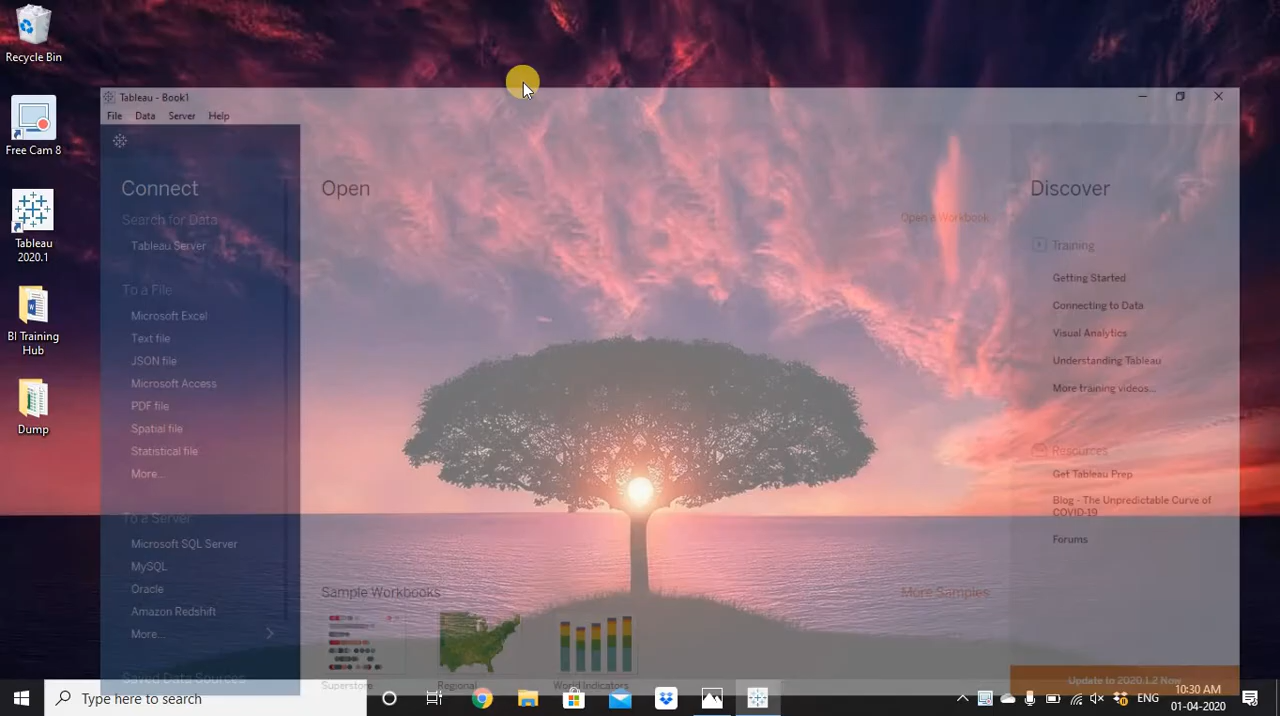 Recycle Bin
Free Cam 8
Tableau
2020.1
BI Training
Hub
Dump
Tableau - Book1
File Data Server Help
Connect
Search for Data
Tableau Server
To a File
Microsoft Excel
Text file
JSON file
Microsoft Access
PDF file
Spatial file
Statistical file
More...
To a Server
Microsoft SQL Server
MySQL
Oracle
Amazon Redshift
More...
Saved Data Sources
Open
Open a Workbook
Sample Workbooks
More Samples
Superstore
Regional
World Indicators
Discover
Training
Getting Started
Connecting to Data
Visual Analytics
Understanding Tableau
More training videos...
Resources
Get Tableau Prep
Blog - The Unpredictable Curve of
COVID-19
Forums
Update to 2020.1.2 Now
Type here to search
ENG
10:30 AM
01-04-2020